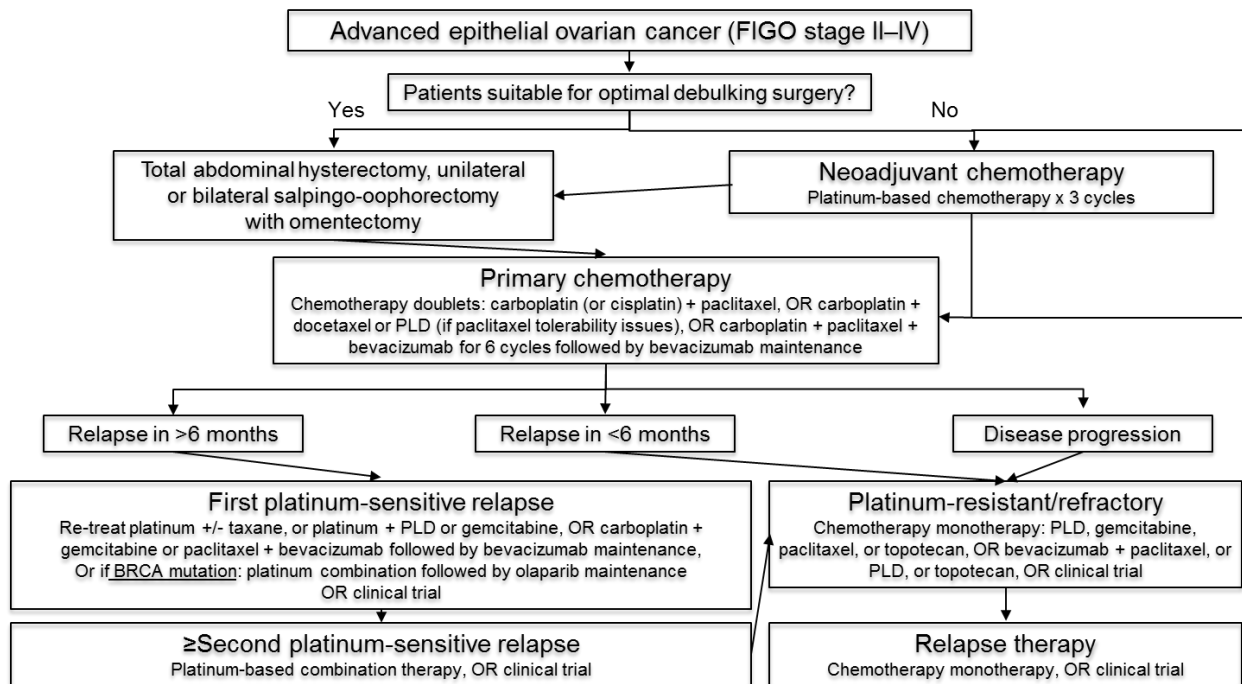 Advanced epithelial ovarian cancer (FIGO stage II–IV)
Patients suitable for optimal debulking surgery?
Yes
No
Total abdominal hysterectomy, unilateral
or bilateral salpingo-oophorectomy
with omentectomy
Neoadjuvant chemotherapy
Platinum-based chemotherapy x 3 cycles
Primary chemotherapy
Chemotherapy doublets: carboplatin (or cisplatin) + paclitaxel, OR carboplatin +
docetaxel or PLD (if paclitaxel tolerability issues), OR carboplatin + paclitaxel +
bevacizumab for 6 cycles followed by bevacizumab maintenance
Relapse in >6 months
Relapse in <6 months
Disease progression
First platinum-sensitive relapse
Re-treat platinum +/- taxane, or platinum + PLD or gemcitabine, OR carboplatin +
gemcitabine or paclitaxel + bevacizumab followed by bevacizumab maintenance,
Or if BRCA mutation: platinum combination followed by olaparib maintenance
OR clinical trial
Platinum-resistant/refractory
Chemotherapy monotherapy: PLD, gemcitabine,
paclitaxel, or topotecan, OR bevacizumab + paclitaxel, or
PLD, or topotecan, OR clinical trial
≥Second platinum-sensitive relapse
Platinum-based combination therapy, OR clinical trial
Relapse therapy
Chemotherapy monotherapy, OR clinical trial